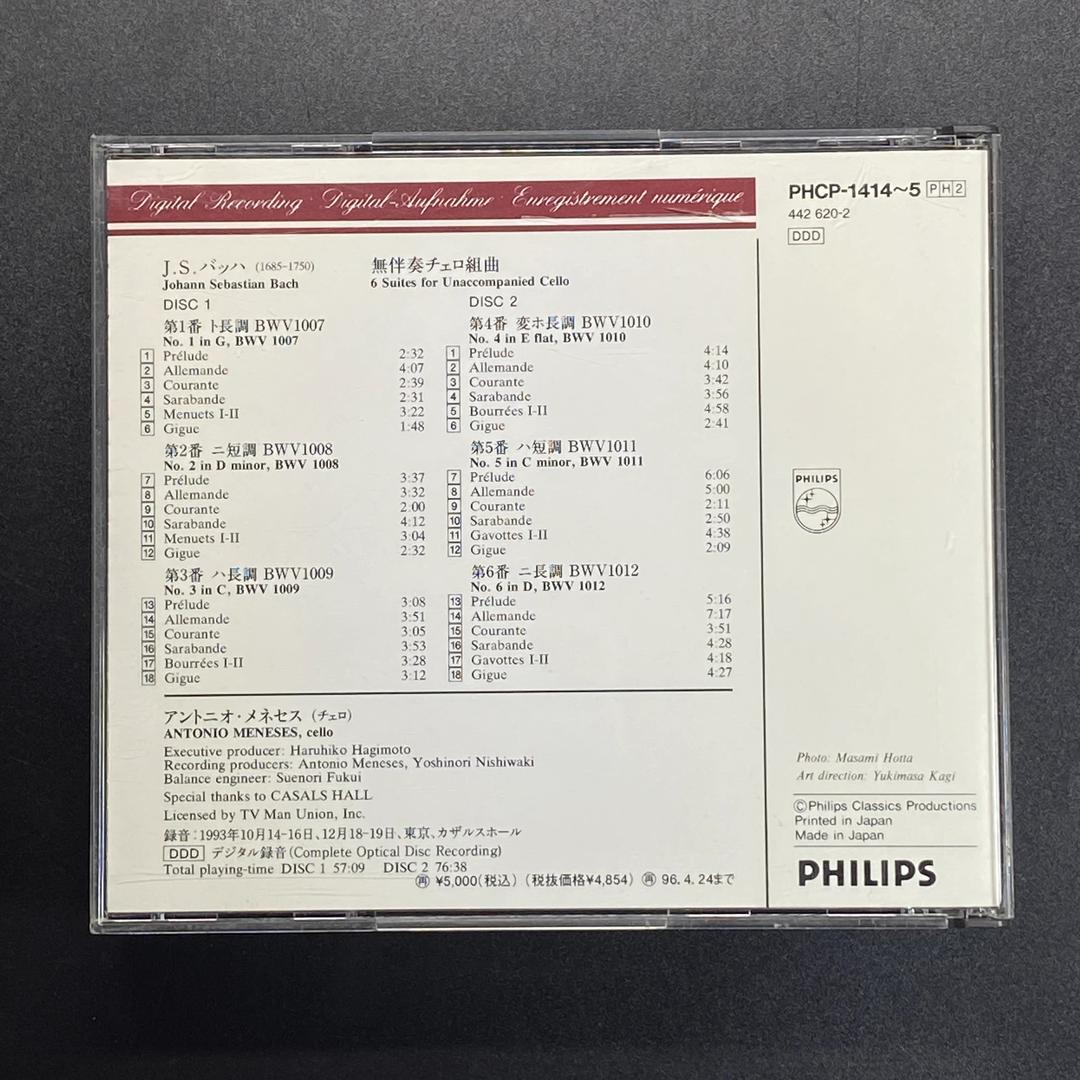 Digital Recording · Digital-Aufnahme · Enregistrement numérique
PHCP-1414～5 PH2
442 620-2
DDD
J.S.バッハ (1685-1750) 無伴奏チェロ組曲
Johann Sebastian Bach 6 Suites for Unaccompanied Cello
DISC 1
第1番 ト長調 BWV1007
No. 1 in G, BWV 1007
1 Prélude 2:32
2 Allemande 4:07
3 Courante 2:39
4 Sarabande 2:31
5 Menuets I-II 3:22
6 Gigue 1:48
第2番 ニ短調 BWV1008
No. 2 in D minor, BWV 1008
7 Prélude 3:37
8 Allemande 3:32
9 Courante 2:00
10 Sarabande 4:12
11 Menuets I-II 3:04
12 Gigue 2:32
第3番 ハ長調 BWV1009
No. 3 in C, BWV 1009
13 Prélude 3:08
14 Allemande 3:51
15 Courante 3:05
16 Sarabande 3:53
17 Bourrées I-II 3:28
18 Gigue 3:12
DISC 2
第4番 変ホ長調 BWV1010
No. 4 in E flat, BWV 1010
1 Prélude 4:14
2 Allemande 4:10
3 Courante 3:42
4 Sarabande 3:56
5 Bourrées I-II 4:58
6 Gigue 2:41
第5番 ハ短調 BWV1011
No. 5 in C minor, BWV 1011
7 Prélude 6:06
8 Allemande 5:00
9 Courante 2:11
10 Sarabande 2:50
11 Gavottes I-II 4:38
12 Gigue 2:09
第6番 ニ長調 BWV1012
No. 6 in D, BWV 1012
13 Prélude 5:16
14 Allemande 7:17
15 Courante 3:51
16 Sarabande 4:28
17 Gavottes I-II 4:18
18 Gigue 4:27
アントニオ・メネセス (チェロ)
ANTONIO MENESES, cello
Executive producer: Haruhiko Hagimoto
Recording producers: Antonio Meneses, Yoshinori Nishiwaki
Balance engineer: Suenori Fukui
Special thanks to CASALS HALL
Licensed by TV Man Union, Inc.
録音：1993年10月14-16日、12月18-19日、東京、カザルスホール
DDD デジタル録音(Complete Optical Disc Recording)
Total playing-time DISC 1 57:09 DISC 2 76:38
再 ¥5,000(税込) (税抜価格¥4,854) 再 96.4.24まで
PHILIPS
Photo: Masami Hotta
Art direction: Yukimasa Kagi
ⒸPhilips Classics Productions
Printed in Japan
Made in Japan
PHILIPS